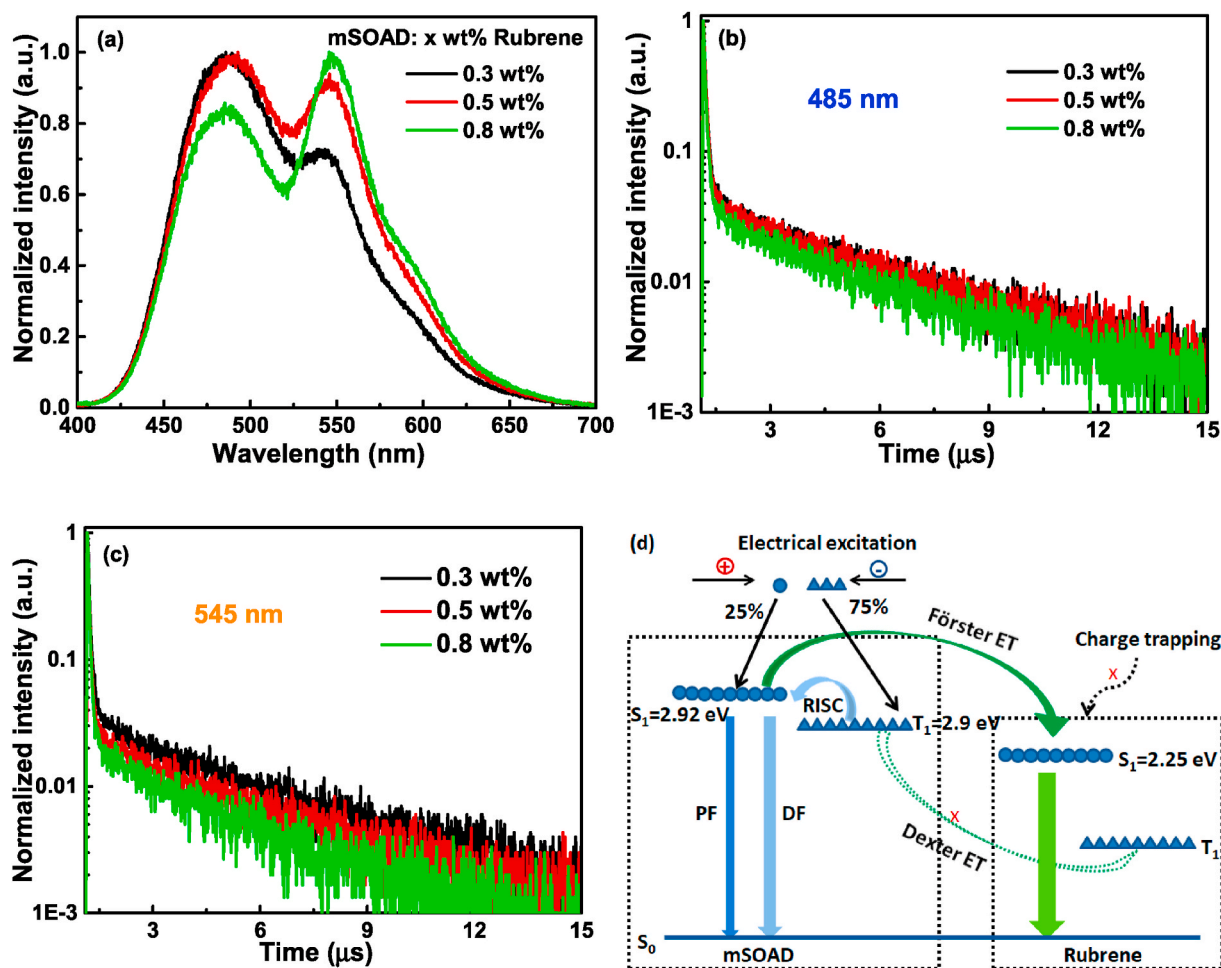 (a)
mSOAD: x wt% Rubrene
0.3 wt%
0.5 wt%
0.8 wt%
Normalized intensity (a.u.)
1.0
0.8
0.6
0.4
0.2
0.0
400 450 500 550 600 650 700
Wavelength (nm)
(b)
485 nm
0.3 wt%
0.5 wt%
0.8 wt%
Normalized intensity (a.u.)
1
0.1
0.01
1E-3
3 6 9 12 15
Time (μs)
(c)
545 nm
0.3 wt%
0.5 wt%
0.8 wt%
Normalized intensity (a.u.)
1
0.1
0.01
1E-3
3 6 9 12 15
Time (μs)
(d)
Electrical excitation
+
-
25%
75%
Förster ET
Charge trapping
x
RISC
S1=2.92 eV
T1=2.9 eV
S1=2.25 eV
PF
DF
x
Dexter ET
T1
S0
mSOAD
Rubrene